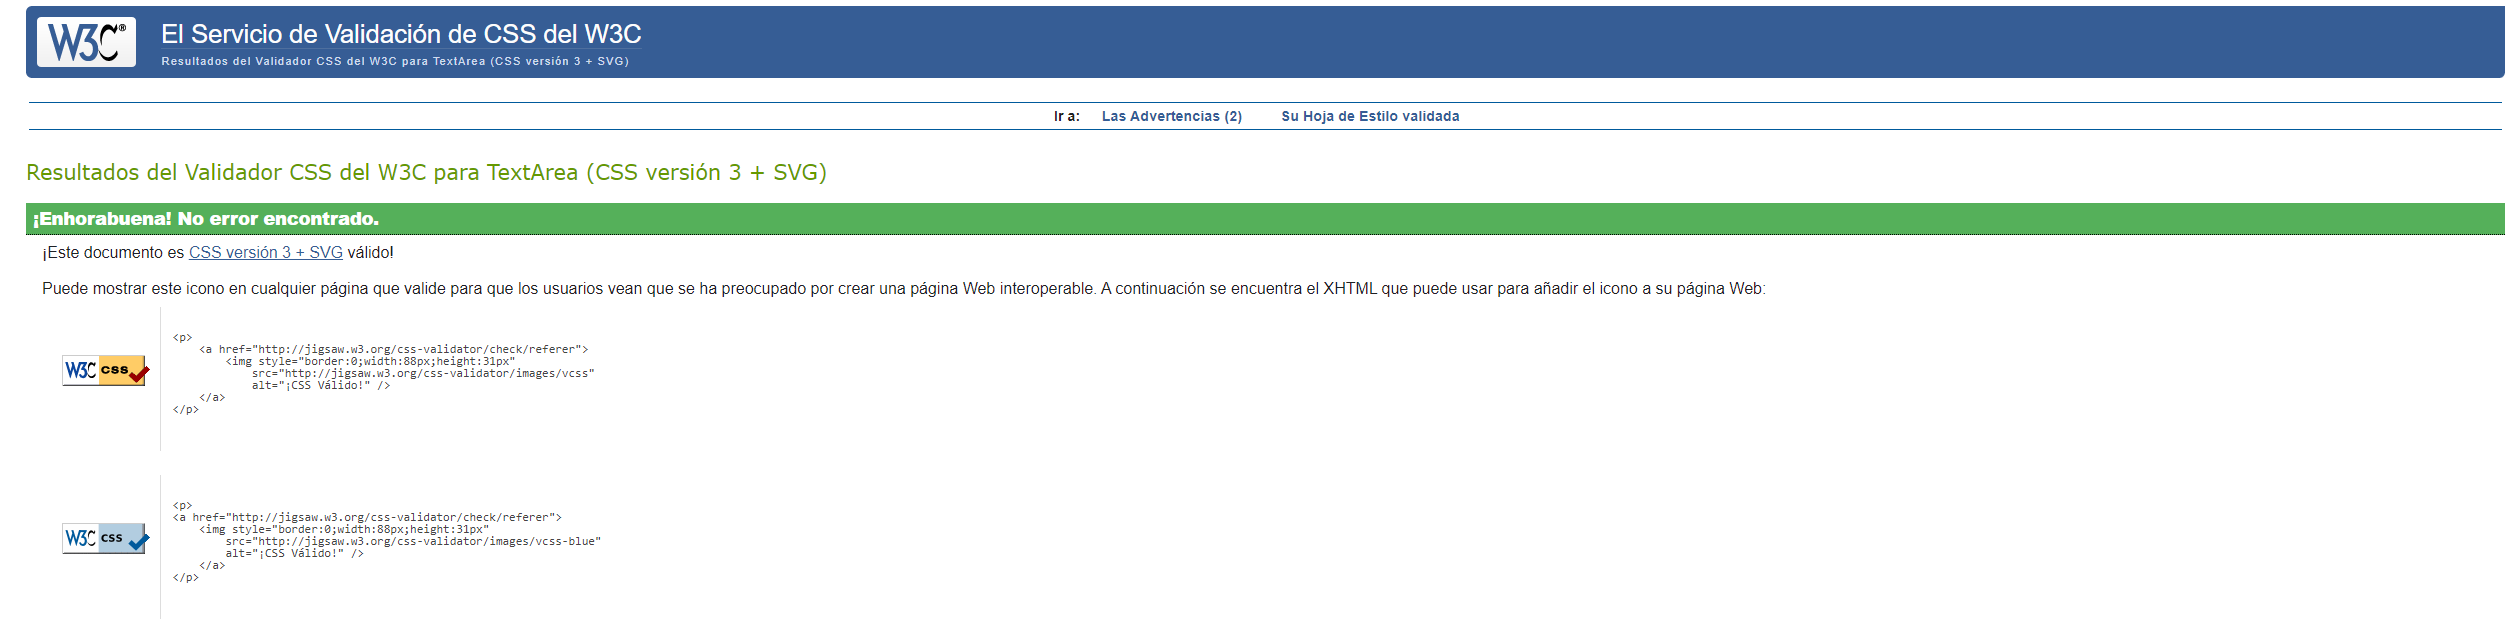 W3C®
El Servicio de Validación de CSS del W3C
Resultados del Validador CSS del W3C para TextArea (CSS versión 3 + SVG)
Ir a: Las Advertencias (2) Su Hoja de Estilo validada
Resultados del Validador CSS del W3C para TextArea (CSS versión 3 + SVG)
¡Enhorabuena! No error encontrado.
¡Este documento es CSS versión 3 + SVG válido!
Puede mostrar este icono en cualquier página que valide para que los usuarios vean que se ha preocupado por crear una página Web interoperable. A continuación se encuentra el XHTML que puede usar para añadir el icono a su página Web:
W3C css
<p>
    <a href="http://jigsaw.w3.org/css-validator/check/referer">
        <img style="border:0;width:88px;height:31px"
            src="http://jigsaw.w3.org/css-validator/images/vcss"
            alt="¡CSS Válido!" />
    </a>
</p>
W3C css
<p>
<a href="http://jigsaw.w3.org/css-validator/check/referer">
    <img style="border:0;width:88px;height:31px"
        src="http://jigsaw.w3.org/css-validator/images/vcss-blue"
        alt="¡CSS Válido!" />
    </a>
</p>